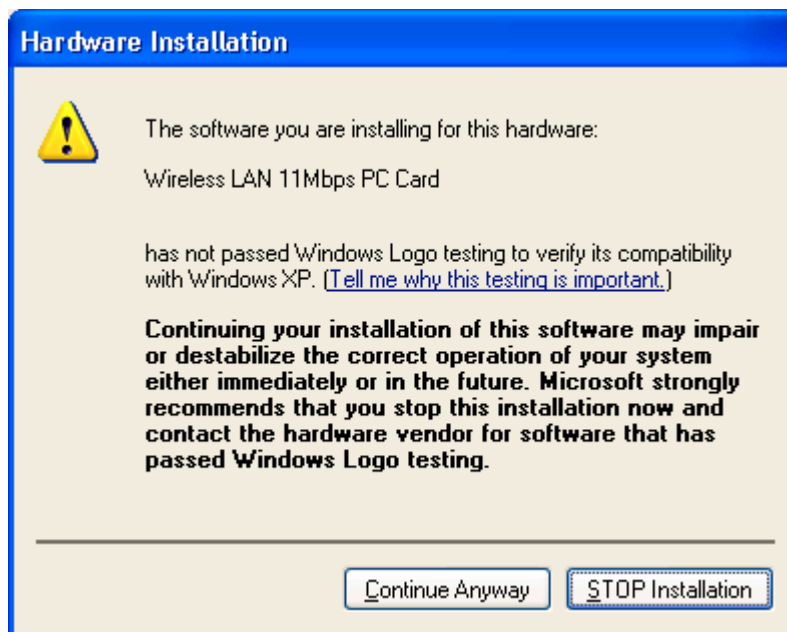 Hardware Installation
The software you are installing for this hardware:
Wireless LAN 11Mbps PC Card
has not passed Windows Logo testing to verify its compatibility
with Windows XP. (Tell me why this testing is important.)
Continuing your installation of this software may impair
or destabilize the correct operation of your system
either immediately or in the future. Microsoft strongly
recommends that you stop this installation now and
contact the hardware vendor for software that has
passed Windows Logo testing.
Continue Anyway
STOP Installation